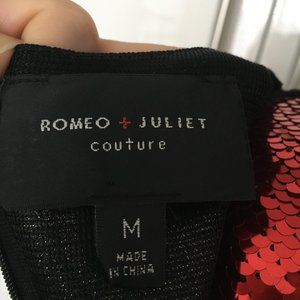 ROMEO + JULIET
couture
M
MADE
IN CHINA